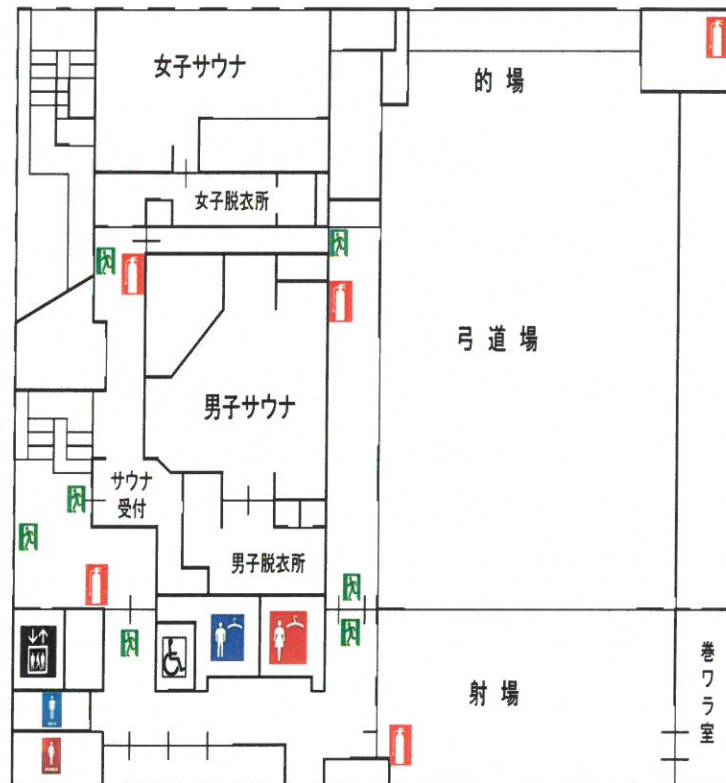 女子サウナ
的場
女子脱衣所
弓道場
男子サウナ
サウナ
受付
男子脱衣所
射場
巻ワラ室